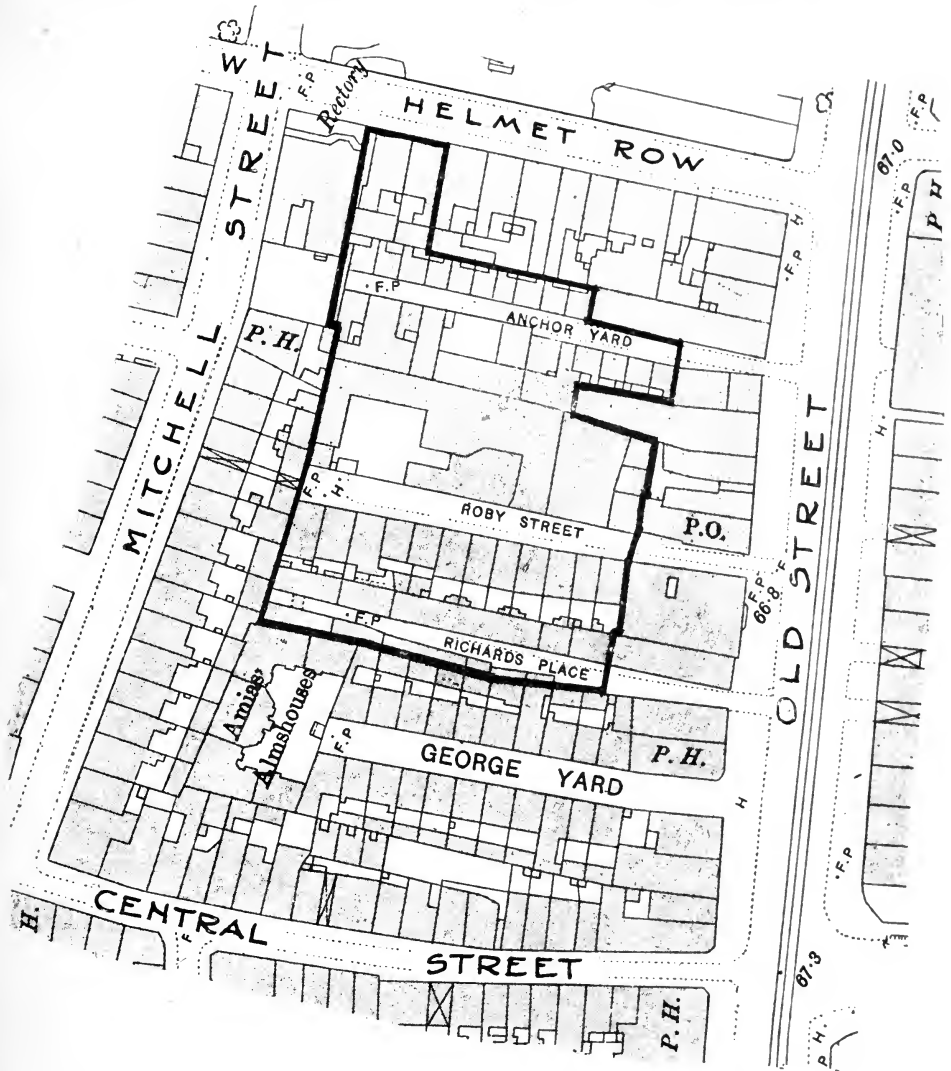 W
STREET
MITCHELL
F.P
Rectory
HELMET ROW
67·0
F.P
P H
F.P
H
F.P
F.P
ANCHOR YARD
P. H.
H.
F.P
H.
ROBY STREET
P.O.
OLD STREET
F.P
F
66·8
H
F.P
RICHARDS PLACE
Amias'
Almshouses
F.P
GEORGE YARD
P. H.
H
F.P
CENTRAL
STREET
H.
F
67·3
P. H.
P H.